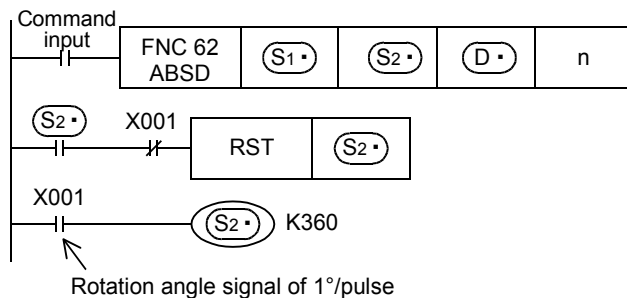 Command
input
FNC 62
ABSD
S1・
S2・
D・
n
S2・
X001
RST
S2・
X001
S2・
K360
Rotation angle signal of 1°/pulse